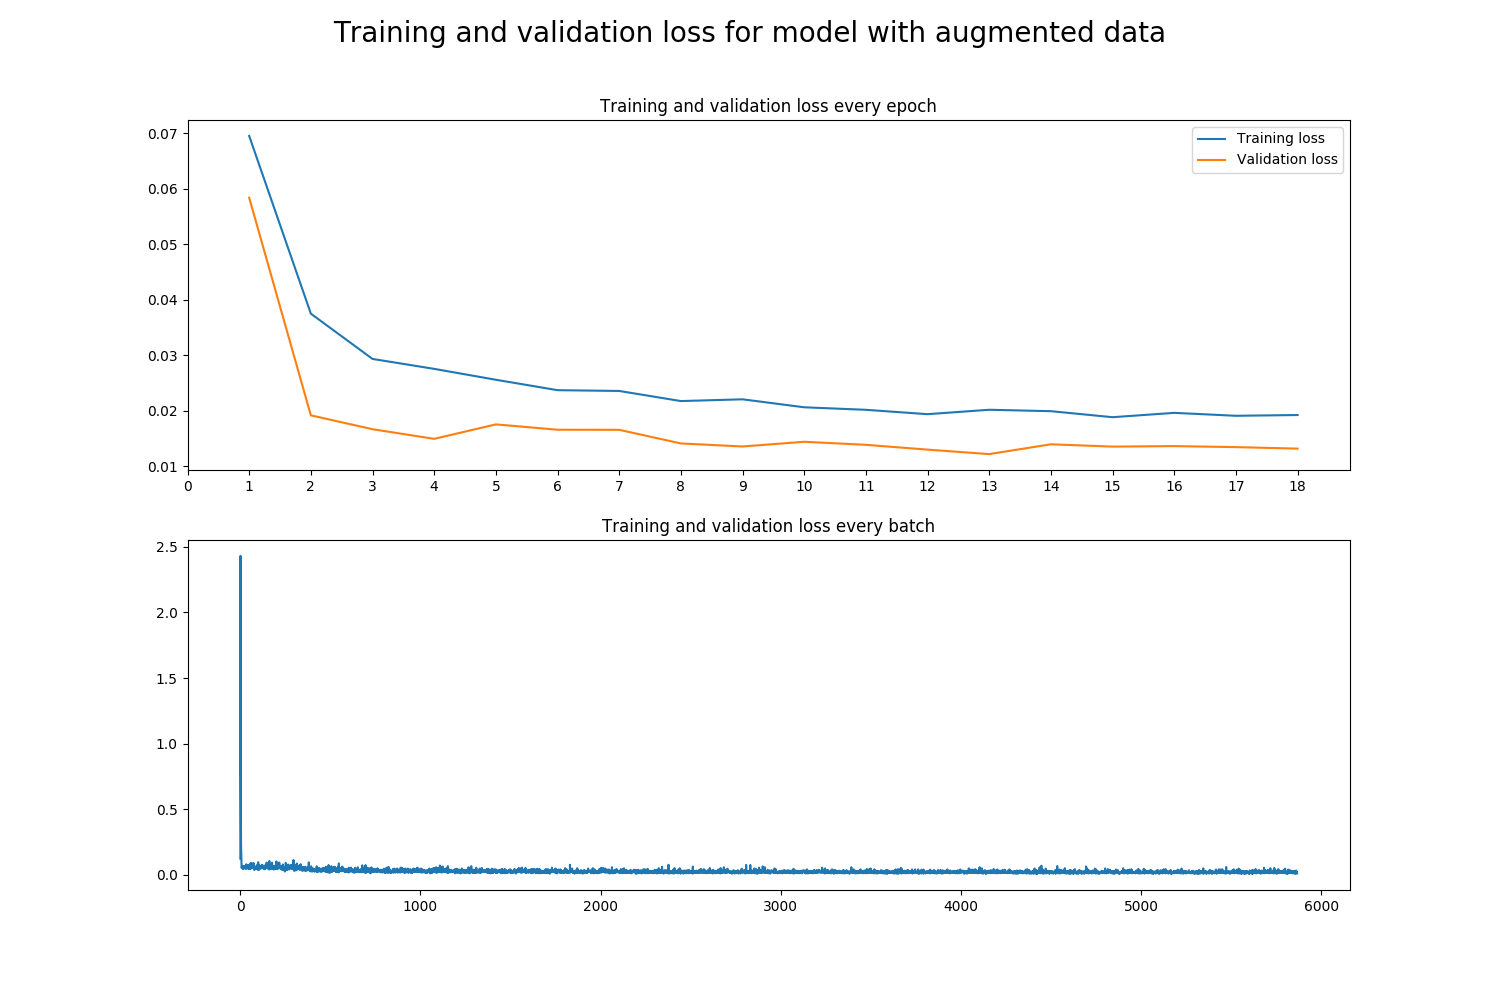 Training and validation loss for model with augmented data
Training and validation loss every epoch
0.07
0.06
0.05
0.04
0.03
0.02
0.01
Training loss
Validation loss
0 1 2 3 4 5 6 7 8 9 10 11 12 13 14 15 16 17 18
Training and validation loss every batch
2.5
2.0
1.5
1.0
0.5
0.0
0 1000 2000 3000 4000 5000 6000